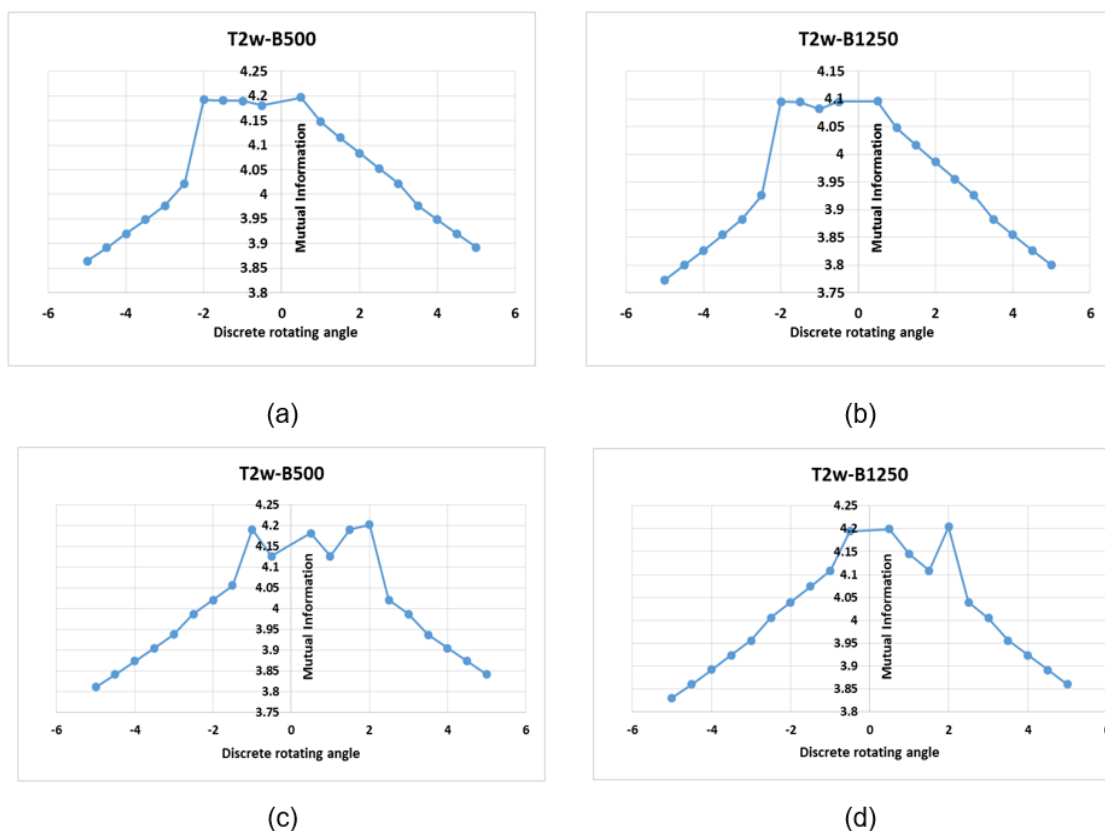 T2w-B500
4.25
4.2
4.15
4.1
4.05
4
3.95
3.9
3.85
3.8
Mutual Information
-6 -4 -2 0 2 4 6
Discrete rotating angle
(a)
T2w-B1250
4.15
4.1
4.05
4
3.95
3.9
3.85
3.8
3.75
Mutual Information
-6 -4 -2 0 2 4 6
Discrete rotating angle
(b)
T2w-B500
4.25
4.2
4.15
4.1
4.05
4
3.95
3.9
3.85
3.8
3.75
Mutual Information
-6 -4 -2 0 2 4 6
Discrete rotating angle
(c)
T2w-B1250
4.25
4.2
4.15
4.1
4.05
4
3.95
3.9
3.85
3.8
Mutual Information
-6 -4 -2 0 2 4 6
Discrete rotating angle
(d)